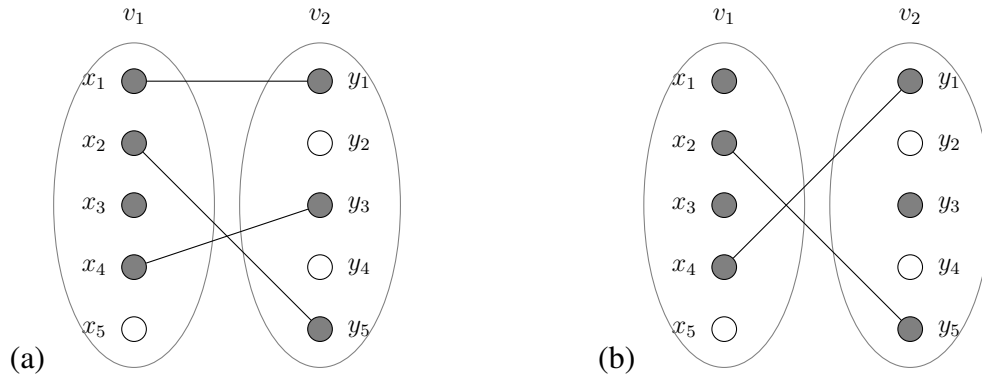 v₁ v₂
x₁ y₁
x₂ y₂
x₃ y₃
x₄ y₄
x₅ y₅
(a)
v₁ v₂
x₁ y₁
x₂ y₂
x₃ y₃
x₄ y₄
x₅ y₅
(b)